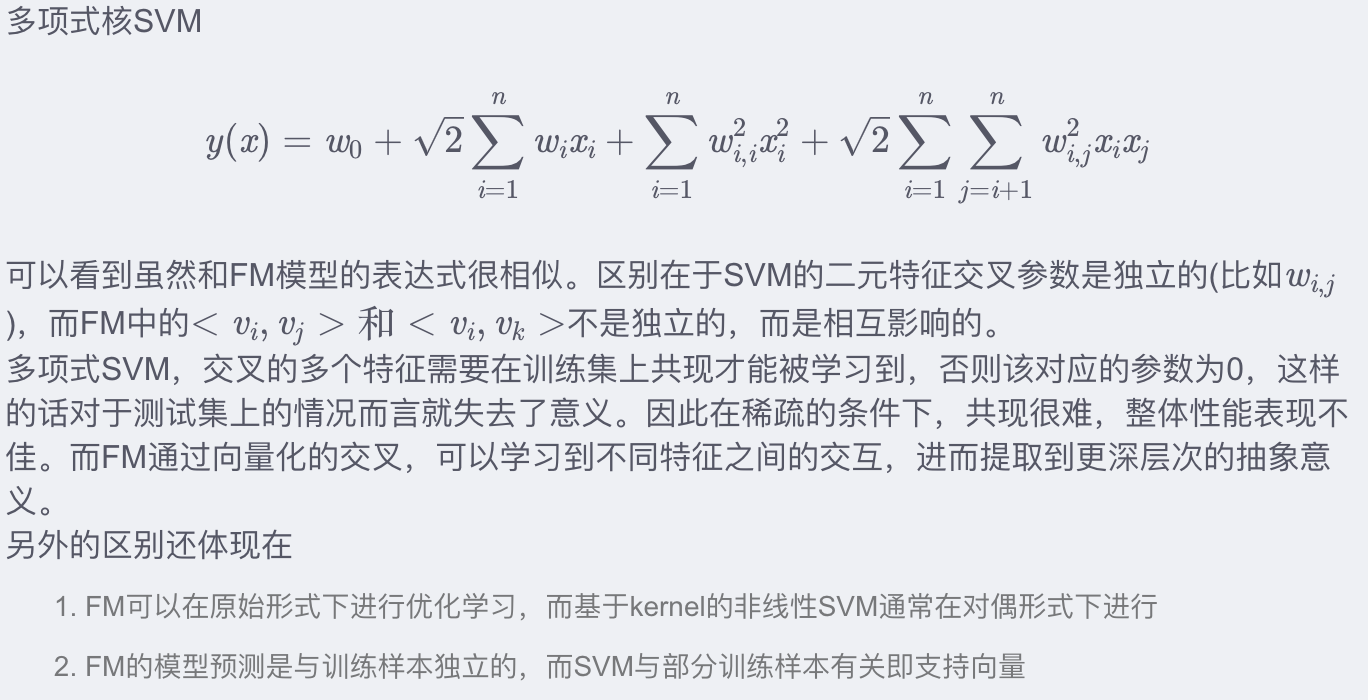 多项式核SVM
y(x) = w_0 + \sqrt{2} \sum_{i=1}^{n} w_i x_i + \sum_{i=1}^{n} w_{i,i}^2 x_i^2 + \sqrt{2} \sum_{i=1}^{n} \sum_{j=i+1}^{n} w_{i,j}^2 x_i x_j
可以看到虽然和FM模型的表达式很相似。区别在于SVM的二元特征交叉参数是独立的(比如w_{i,j}
)，而FM中的< v_i, v_j > 和 < v_i, v_k >不是独立的，而是相互影响的。
多项式SVM，交叉的多个特征需要在训练集上共现才能被学习到，否则该对应的参数为0，这样
的话对于测试集上的情况而言就失去了意义。因此在稀疏的条件下，共现很难，整体性能表现不
佳。而FM通过向量化的交叉，可以学习到不同特征之间的交互，进而提取到更深层次的抽象意
义。
另外的区别还体现在
1. FM可以在原始形式下进行优化学习，而基于kernel的非线性SVM通常在对偶形式下进行
2. FM的模型预测是与训练样本独立的，而SVM与部分训练样本有关即支持向量